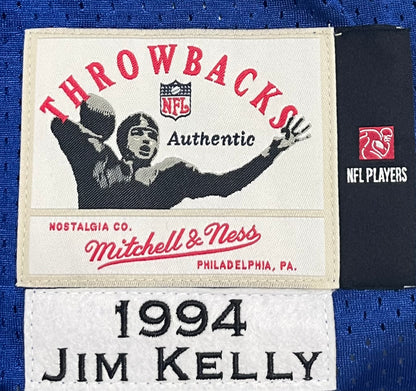 THROWBACKS
NFL
Authentic
NFL PLAYERS
NOSTALGIA CO.
Mitchell & Ness
PHILADELPHIA, PA.
1994
JIM KELLY